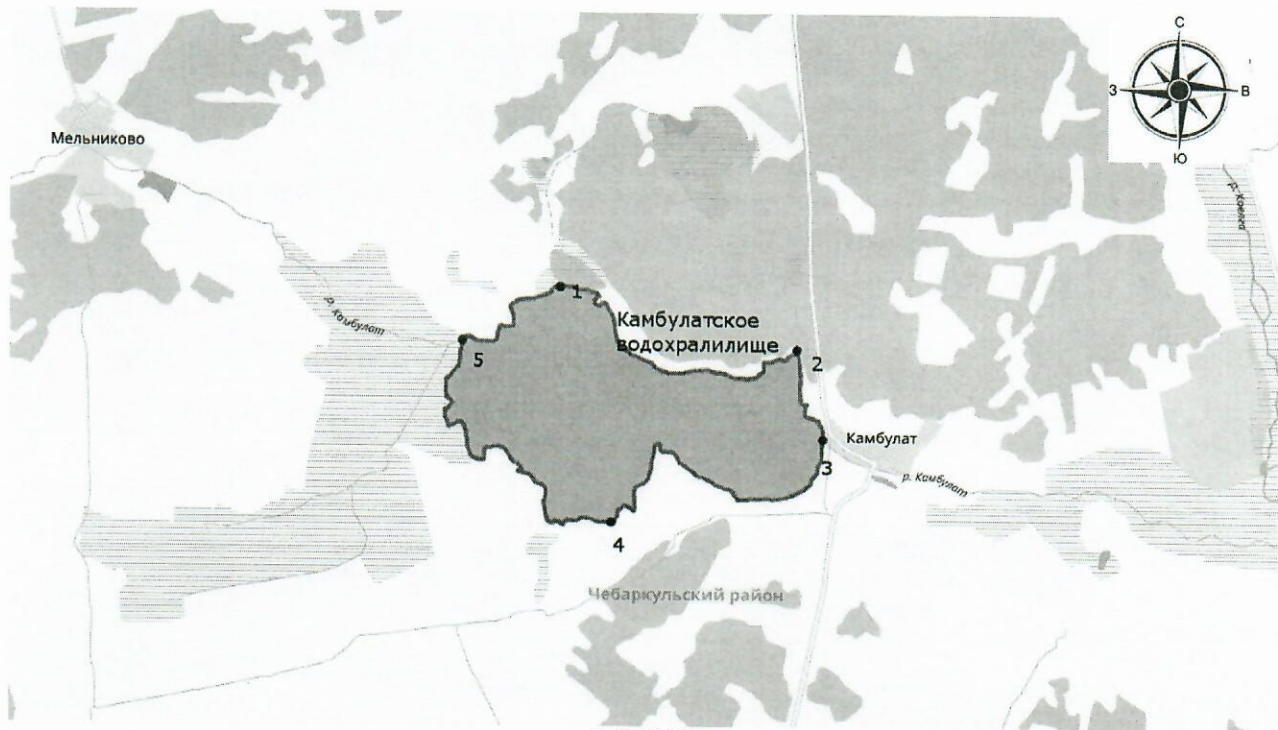 С
З
В
Ю
Мельниково
р. Коелга
р. Камбулат
1
Камбулатское
водохралилище
5
2
Камбулат
3
р. Камбулат
4
Чебаркульский район